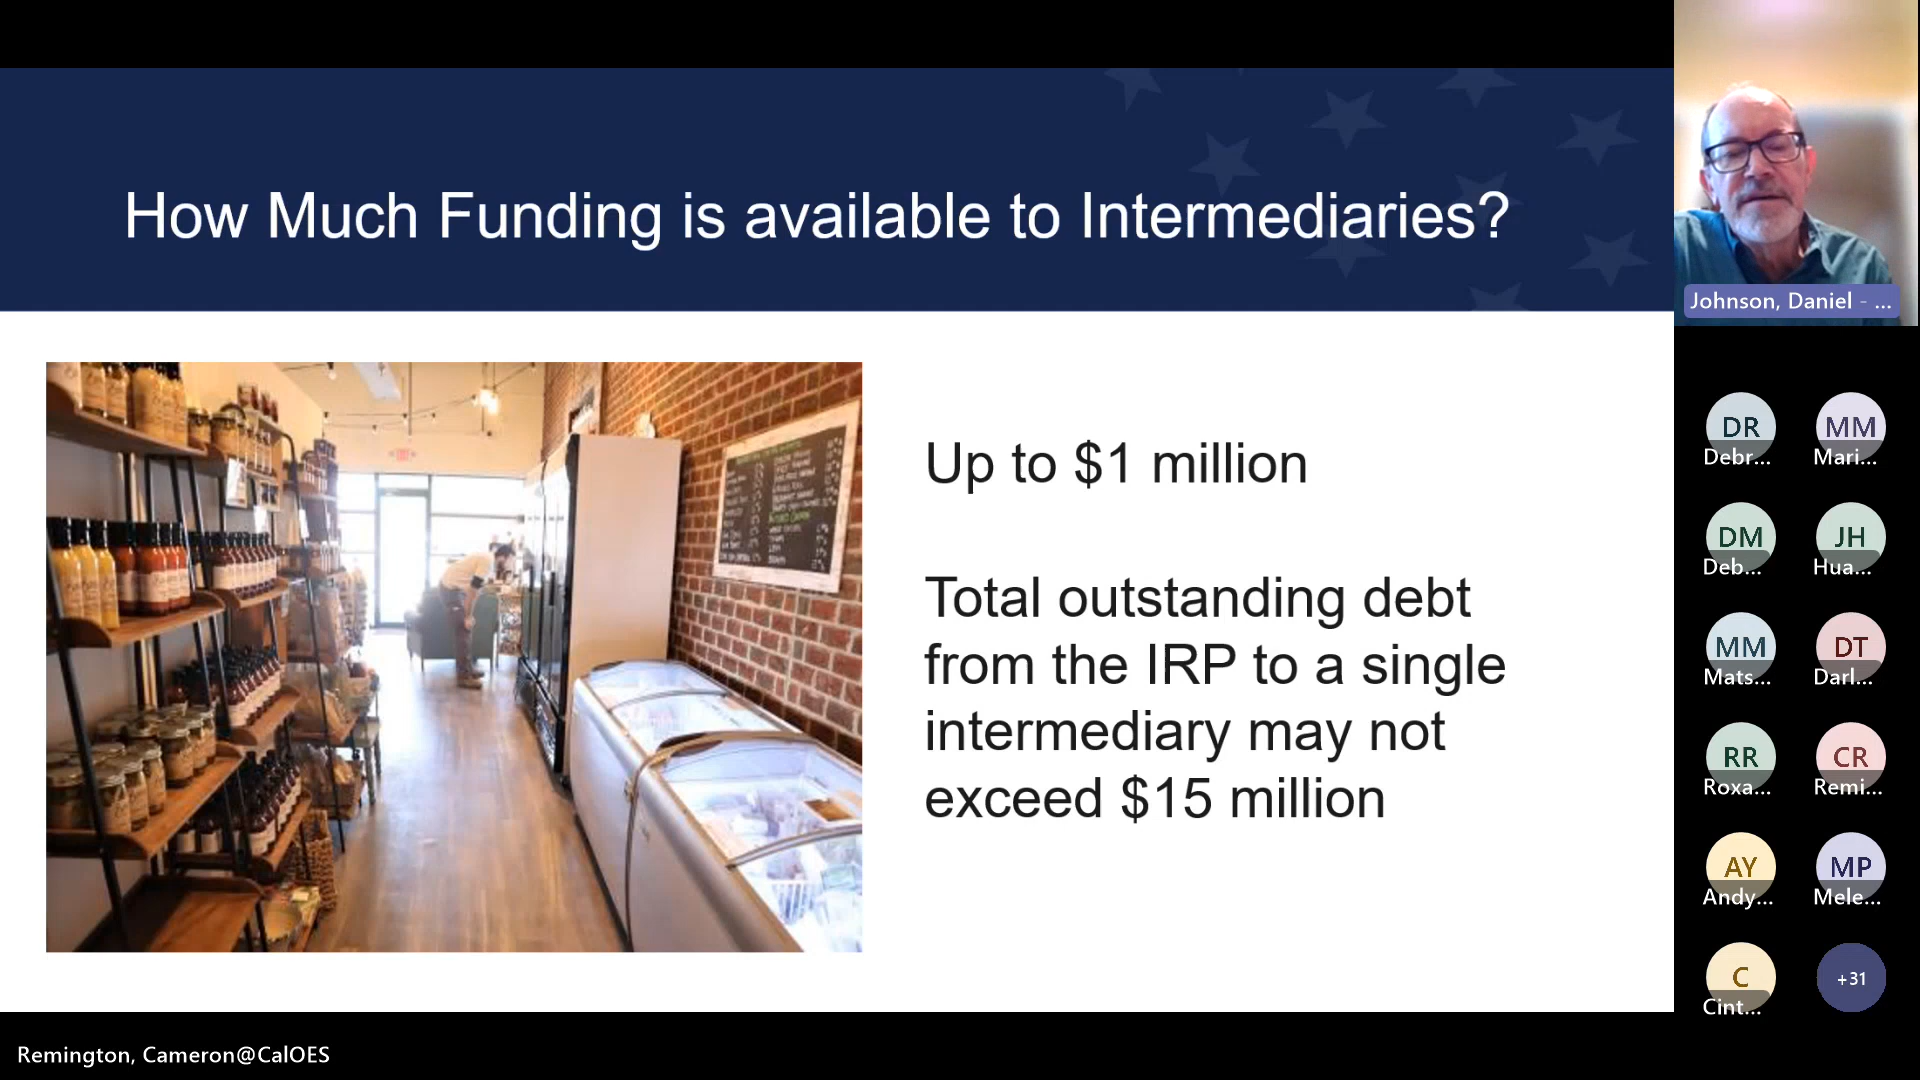 How Much Funding is available to Intermediaries?
Up to $1 million
Total outstanding debt
from the IRP to a single
intermediary may not
exceed $15 million
Johnson, Daniel - ...
DR
MM
Debr...
Mari...
DM
JH
Deb...
Hua...
MM
DT
Mats...
Darl...
RR
CR
Roxa...
Remi...
AY
MP
Andy...
Mele...
C
+31
Cint...
Remington, Cameron@CalOES